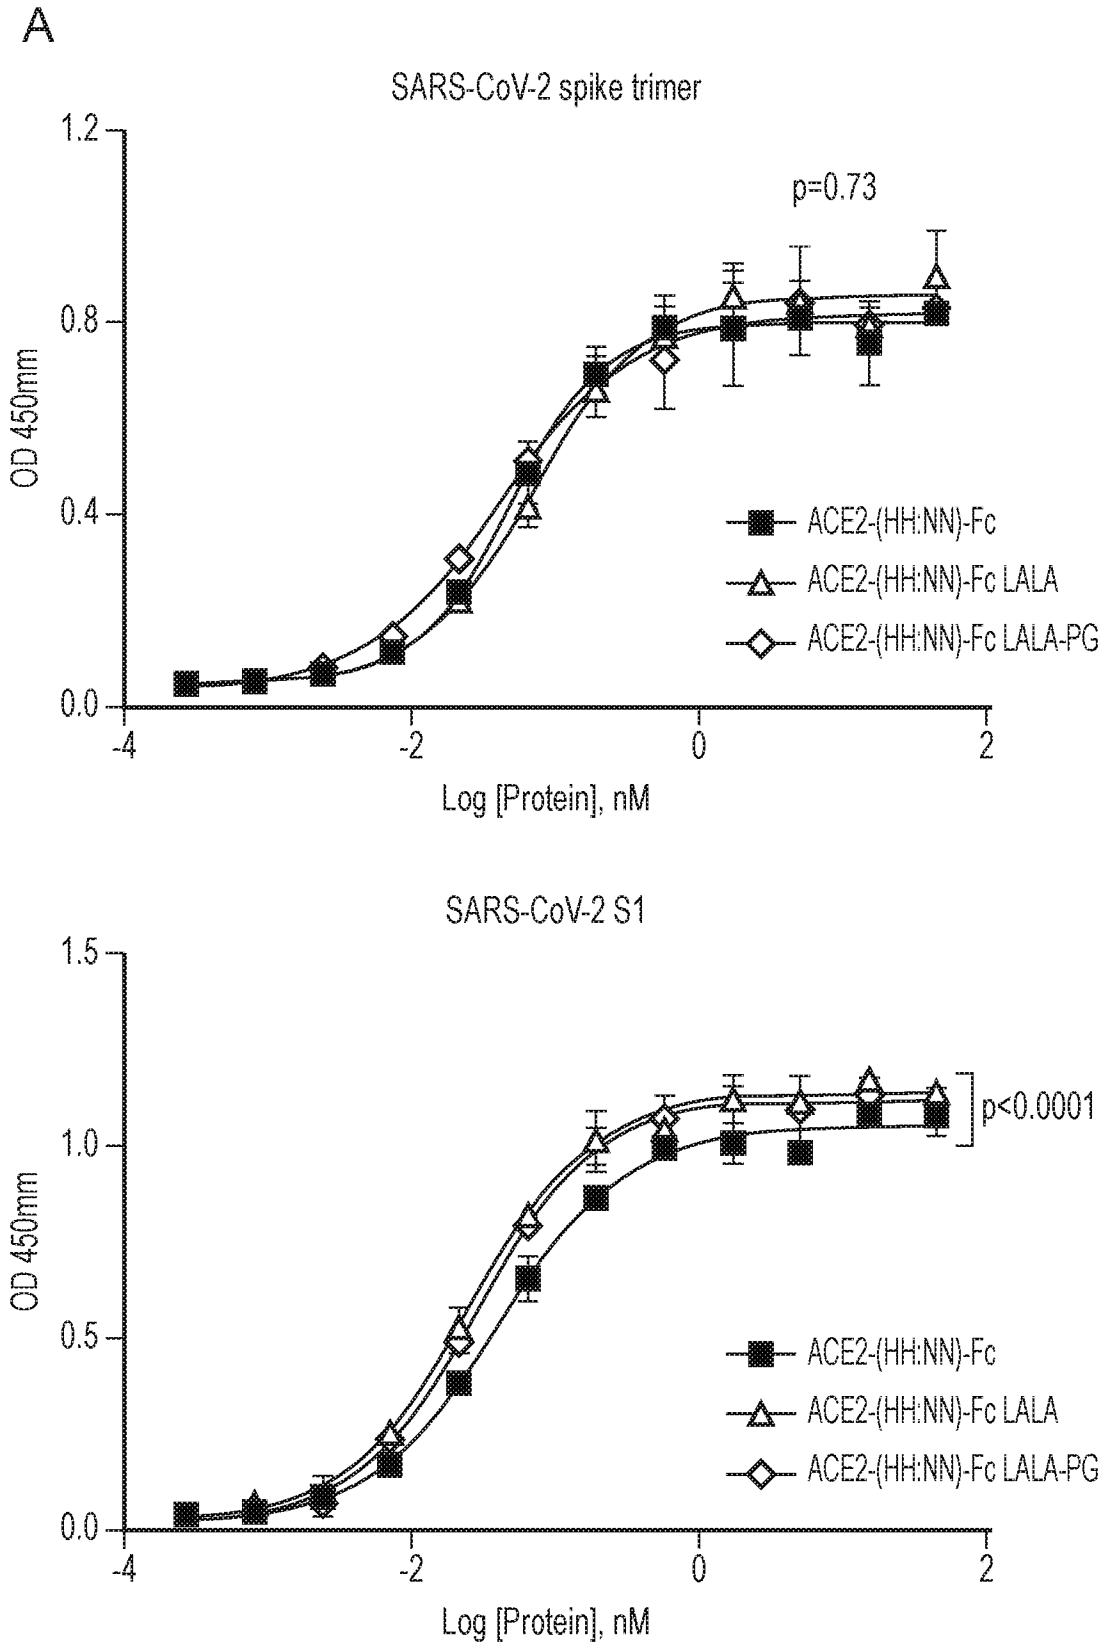 A
SARS-CoV-2 spike trimer
1.2
p=0.73
0.8
OD 450mm
0.4
ACE2-(HH:NN)-Fc
ACE2-(HH:NN)-Fc LALA
ACE2-(HH:NN)-Fc LALA-PG
0.0
-4
-2
0
2
Log [Protein], nM
SARS-CoV-2 S1
1.5
p<0.0001
1.0
OD 450mm
0.5
ACE2-(HH:NN)-Fc
ACE2-(HH:NN)-Fc LALA
ACE2-(HH:NN)-Fc LALA-PG
0.0
-4
-2
0
2
Log [Protein], nM